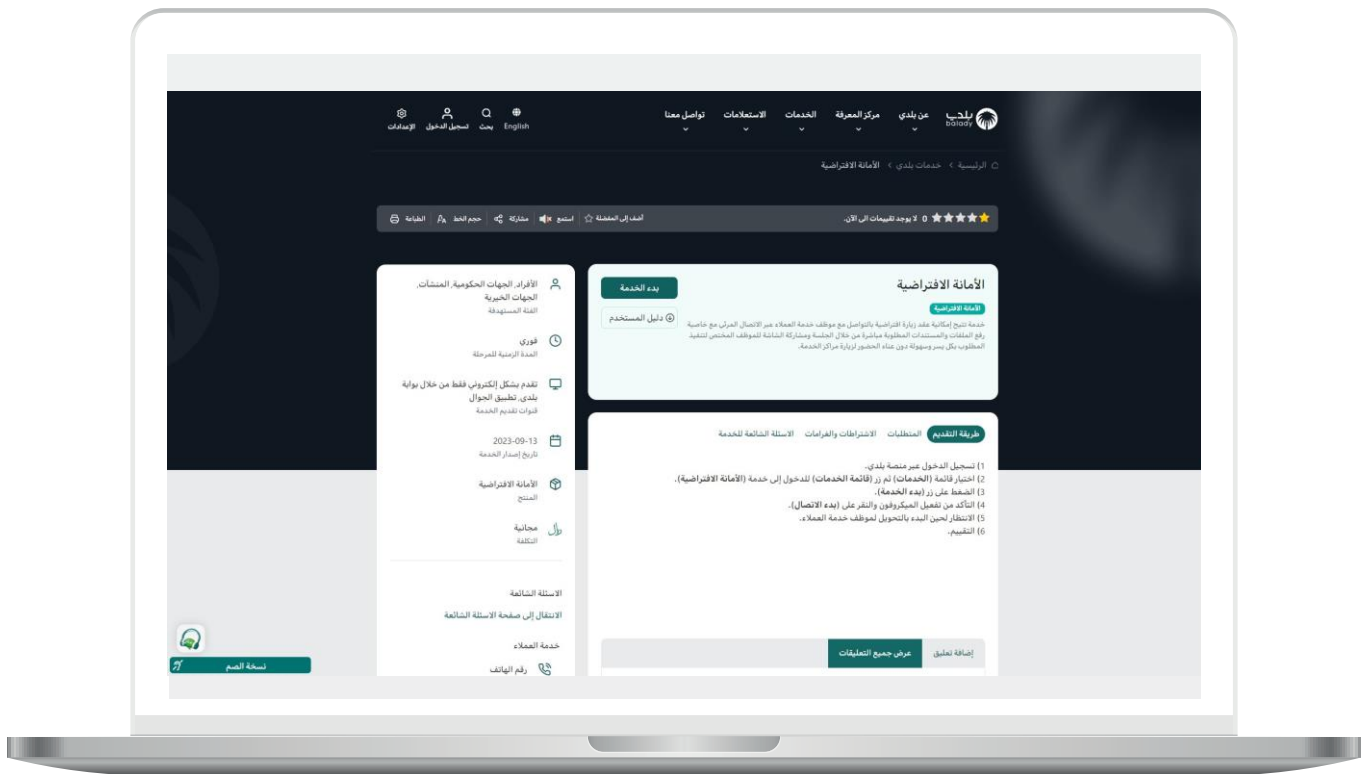 بلدي
balady
عن بلدي
مركز المعرفة
الخدمات
الاستعلامات
تواصل معنا
English
بحث
تسجيل الدخول
الإعدادات
الرئيسية > خدمات بلدي > الأمانة الافتراضية
0 لا يوجد تقييمات الى الآن.
أضف إلى المفضلة
استمع
مشاركة
حجم الخط
الطباعة
الأمانة الافتراضية
الأمانة الافتراضية
خدمة تتيح إمكانية عقد زيارة افتراضية بالتواصل مع موظف خدمة العملاء عبر الاتصال المرئي مع خاصية
رفع الملفات والمستندات المطلوبة مباشرة من خلال الجلسة ومشاركة الشاشة للموظف المختص لتنفيذ
المطلوب بكل يسر وسهولة دون عناء الحضور لزيارة مراكز الخدمة.
بدء الخدمة
دليل المستخدم
طريقة التقديم
المتطلبات
الاشتراطات والغرامات
الاسئلة الشائعة للخدمة
1) تسجيل الدخول عبر منصة بلدي.
2) اختيار قائمة (الخدمات) ثم زر (قائمة الخدمات) للدخول إلى خدمة (الأمانة الافتراضية).
3) الضغط على زر (بدء الخدمة).
4) التأكد من تفعيل الميكروفون والنقر على (بدء الاتصال).
5) الانتظار لحين البدء بالتحويل لموظف خدمة العملاء.
6) التقييم.
إضافة تعليق
عرض جميع التعليقات
الأفراد, الجهات الحكومية, المنشآت,
الجهات الخيرية
الفئة المستهدفة
فوري
المدة الزمنية للمرحلة
تقدم بشكل إلكتروني فقط من خلال بوابة
بلدي, تطبيق الجوال
قنوات تقديم الخدمة
2023-09-13
تاريخ إصدار الخدمة
الأمانة الافتراضية
المنتج
مجانية
التكلفة
الاسئلة الشائعة
الانتقال إلى صفحة الاسئلة الشائعة
خدمة العملاء
رقم الهاتف
نسخة الصم